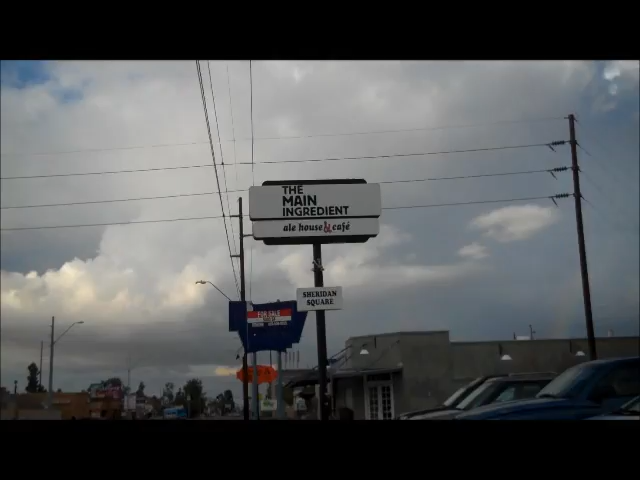 THE
MAIN
INGREDIENT
ale house & café
SHERIDAN
SQUARE
FOR SALE